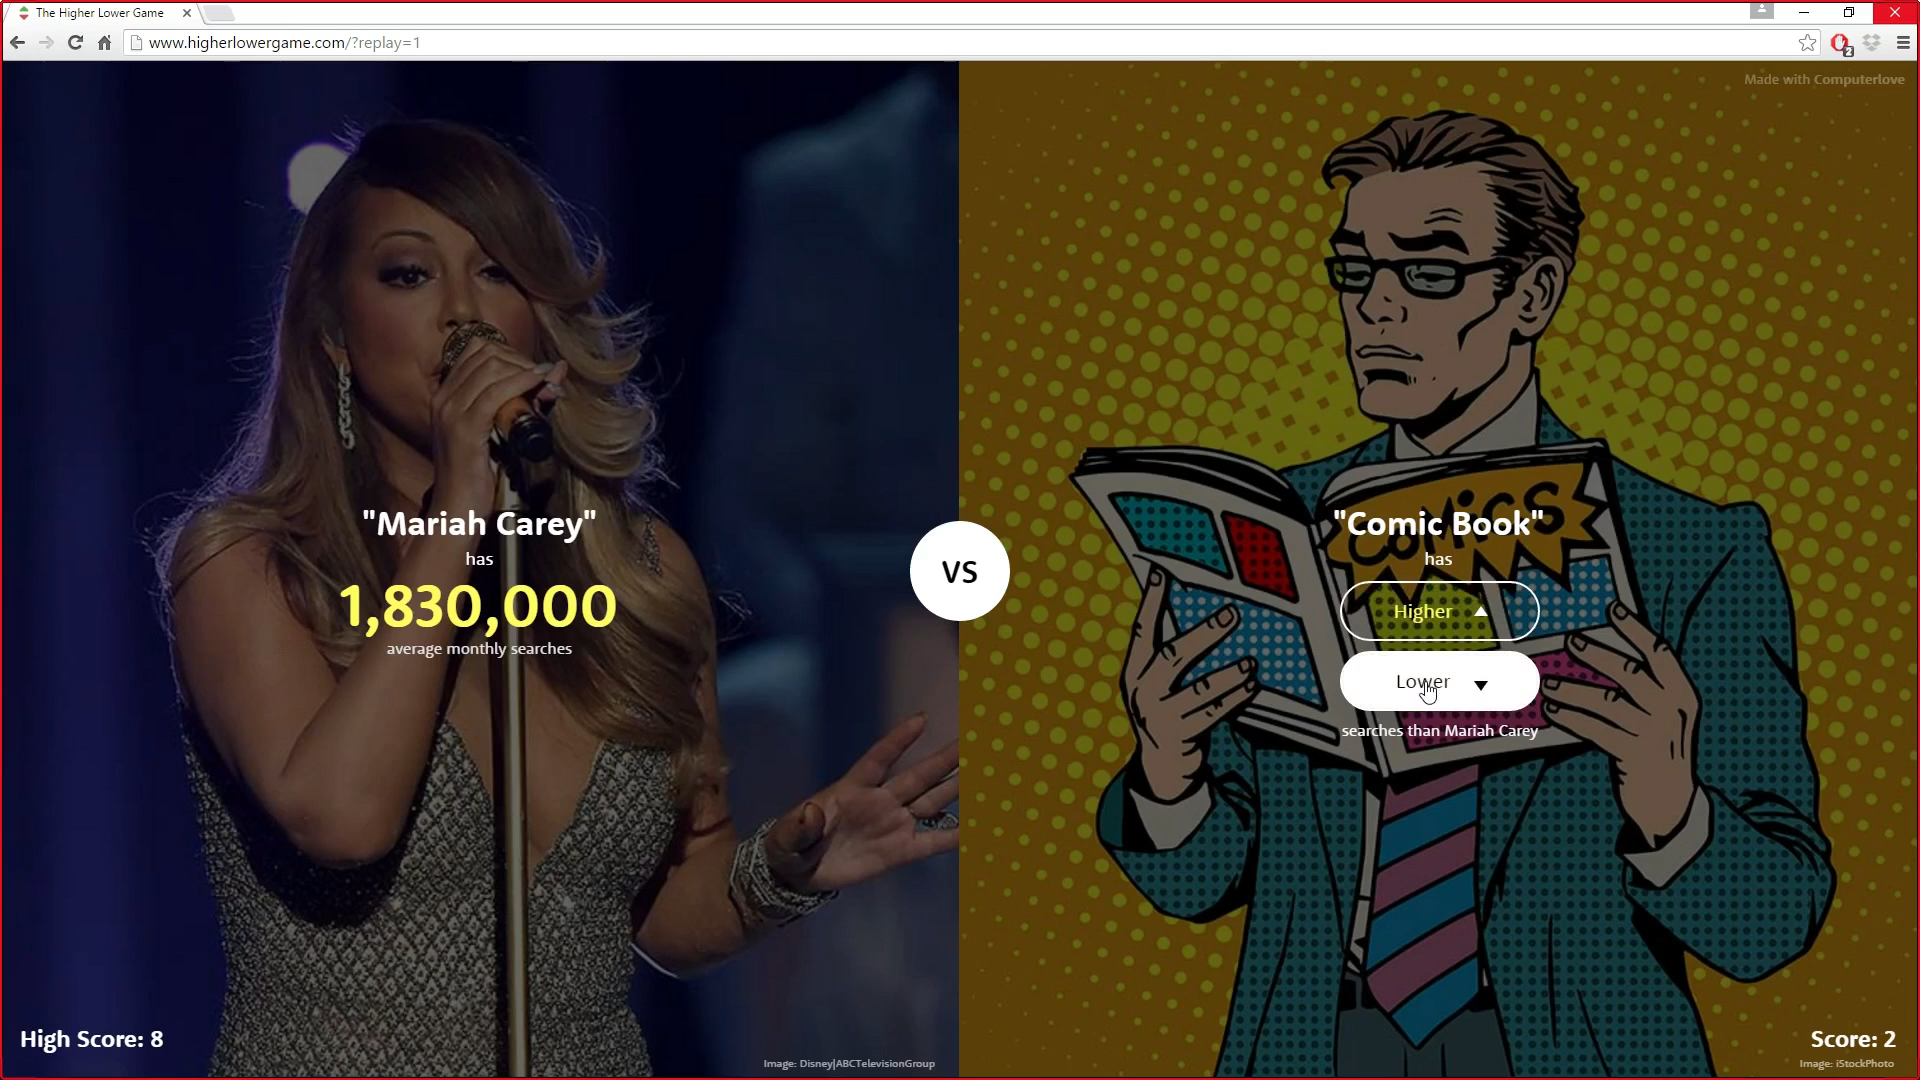 The Higher Lower Game
www.higherlowergame.com/?replay=1
2
Made with Computerlove
"Mariah Carey"
has
1,830,000
average monthly searches
VS
COMICS
"Comic Book"
has
Higher
Lower
searches than Mariah Carey
High Score: 8
Image: Disney|ABCTelevisionGroup
Score: 2
Image: iStockPhoto